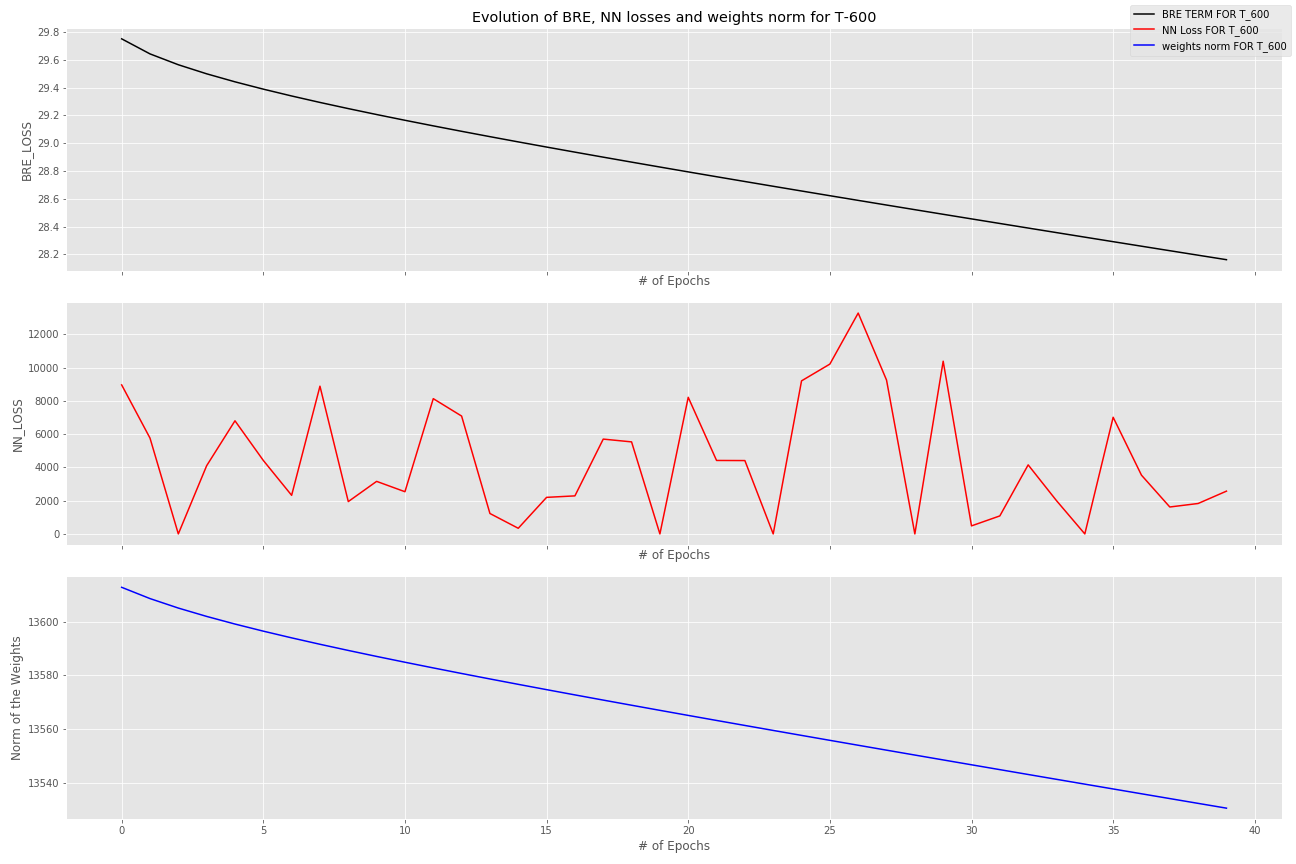 Evolution of BRE, NN losses and weights norm for T-600
BRE TERM FOR T_600
NN Loss FOR T_600
weights norm FOR T_600
BRE_LOSS
29.8
29.6
29.4
29.2
29.0
28.8
28.6
28.4
28.2
# of Epochs
NN_LOSS
12000
10000
8000
6000
4000
2000
0
# of Epochs
Norm of the Weights
13600
13580
13560
13540
0 5 10 15 20 25 30 35 40
# of Epochs